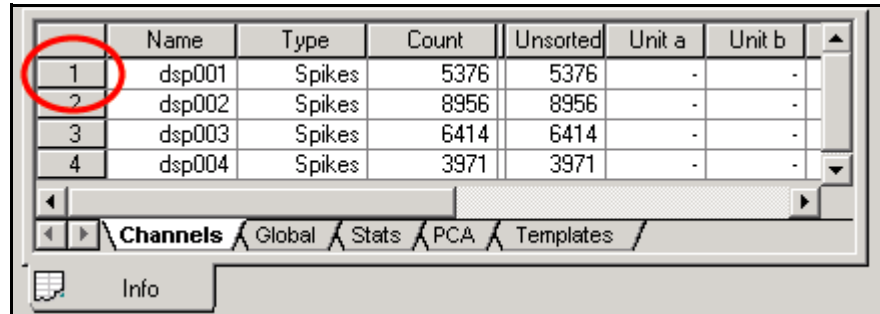 Name Type Count Unsorted Unit a Unit b
1 dsp001 Spikes 5376 5376 - -
2 dsp002 Spikes 8956 8956 - -
3 dsp003 Spikes 6414 6414 - -
4 dsp004 Spikes 3971 3971 - -
Channels Global Stats PCA Templates
Info